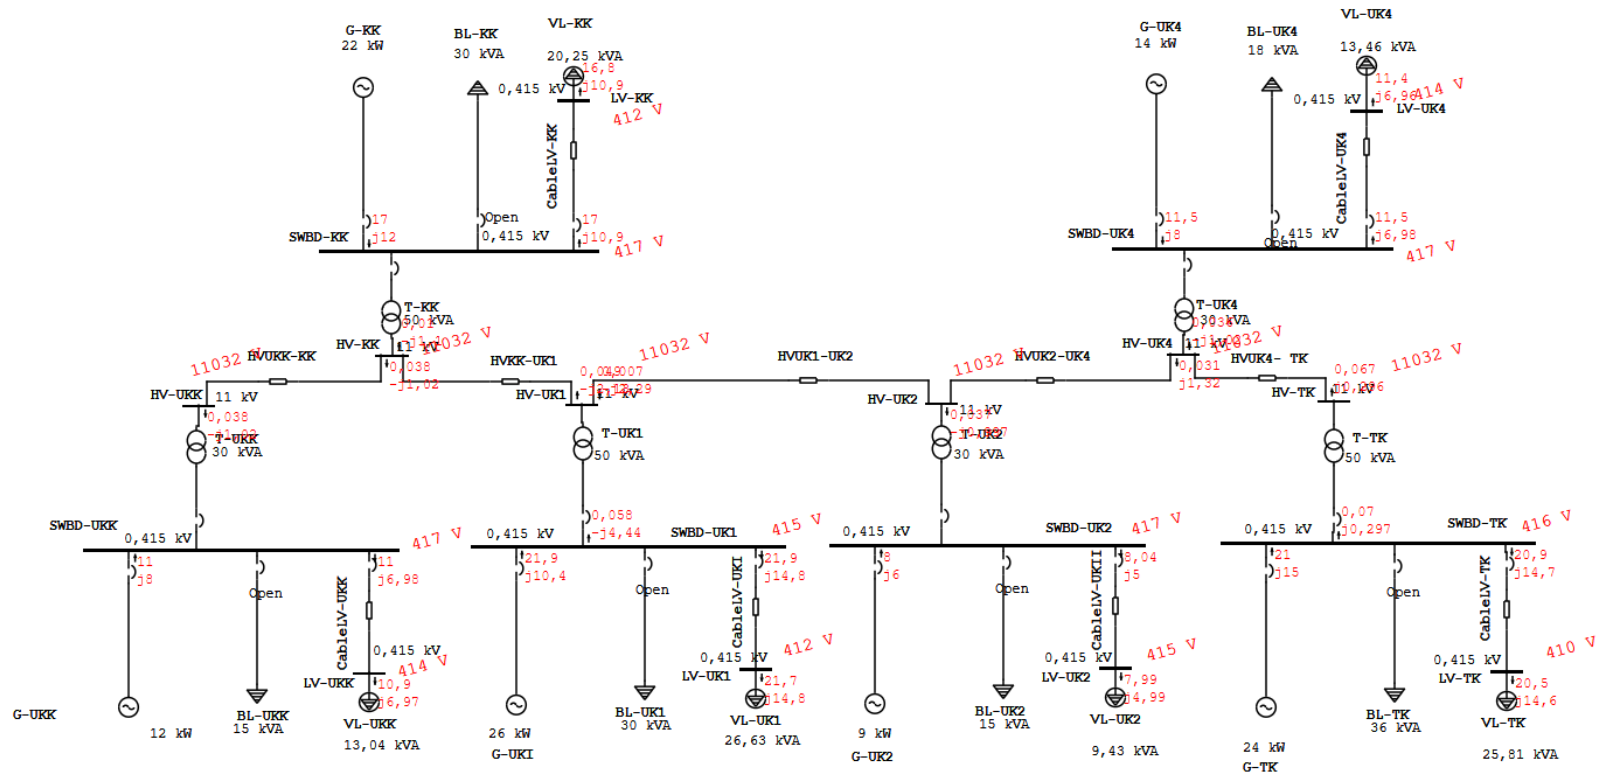 G-KK
22 kW
BL-KK
30 kVA
VL-KK
20,25 kVA
16,8
j10,9
0,415 kV
LV-KK
412 V
CableLV-KK
17
j12
Open
0,415 kV
17
j10,9
SWBD-KK
417 V
T-KK
50 kVA
HV-KK
11 kV
11032 V
0,038
-j1,02
G-UK4
14 kW
BL-UK4
18 kVA
VL-UK4
13,46 kVA
11,4
j6,96
414 V
0,415 kV
LV-UK4
CableLV-UK4
11,5
j8
0,415 kV
Open
11,5
j6,98
SWBD-UK4
417 V
T-UK4
30 kVA
HV-UK4
11 kV
11032 V
0,031
j1,32
11032 V
HVUKK-KK
HVKK-UK1
11032 V
HVUK1-UK2
11032 V
HVUK2-UK4
HVUK4- TK
11032 V
0,067
j0,296
HV-UKK
11 kV
0,038
-j1,02
T-UKK
30 kVA
HV-UK1
11 kV
T-UK1
50 kVA
HV-UK2
11 kV
0,037
T-UK2
30 kVA
HV-TK
11 kV
T-TK
50 kVA
SWBD-UKK
0,415 kV
417 V
11
j8
Open
11
j6,98
CableLV-UKK
0,415 kV
414 V
LV-UKK
10,9
j6,97
G-UKK
12 kW
BL-UKK
15 kVA
VL-UKK
13,04 kVA
0,415 kV
0,058
-j4,44
SWBD-UK1
415 V
21,9
j10,4
Open
21,9
j14,8
CableLV-UKI
0,415 kV
412 V
LV-UK1
21,7
j14,8
26 kW
G-UKI
BL-UK1
30 kVA
VL-UK1
26,63 kVA
0,415 kV
SWBD-UK2
417 V
8
j6
Open
8,04
j5
CableLV-UKII
0,415 kV
415 V
LV-UK2
7,99
j4,99
9 kW
G-UK2
BL-UK2
15 kVA
VL-UK2
9,43 kVA
0,415 kV
0,07
j0,297
SWBD-TK
416 V
21
j15
Open
20,9
j14,7
CableLV-TK
0,415 kV
410 V
LV-TK
20,5
j14,6
24 kW
G-TK
BL-TK
36 kVA
VL-TK
25,81 kVA